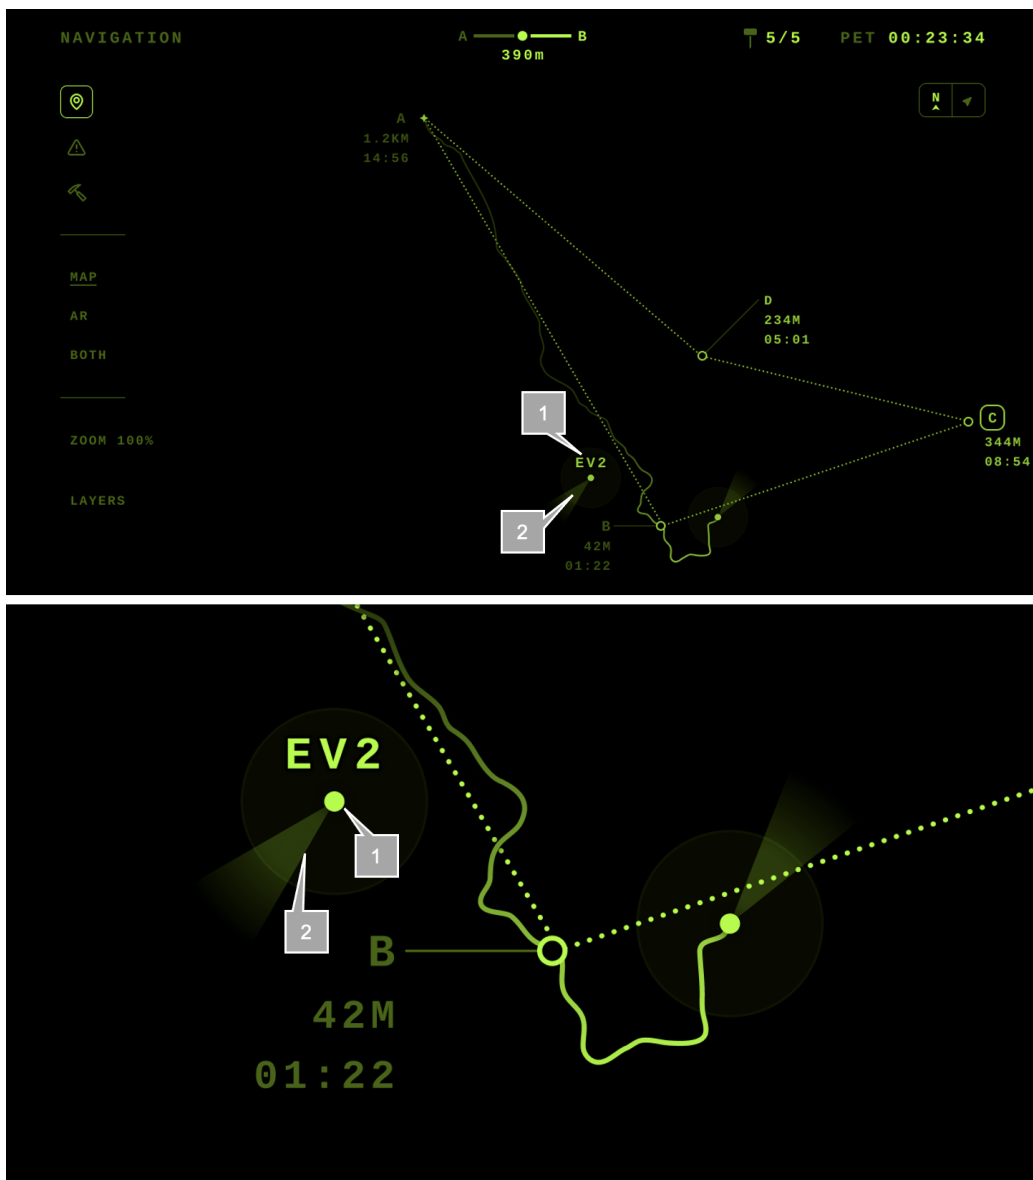 NAVIGATION
A B
390m
5/5
PET 00:23:34
N
A
1.2KM
14:56
MAP
AR
BOTH
ZOOM 100%
LAYERS
D
234M
05:01
C
344M
08:54
1
EV2
2
B
42M
01:22
EV2
1
2
B
42M
01:22